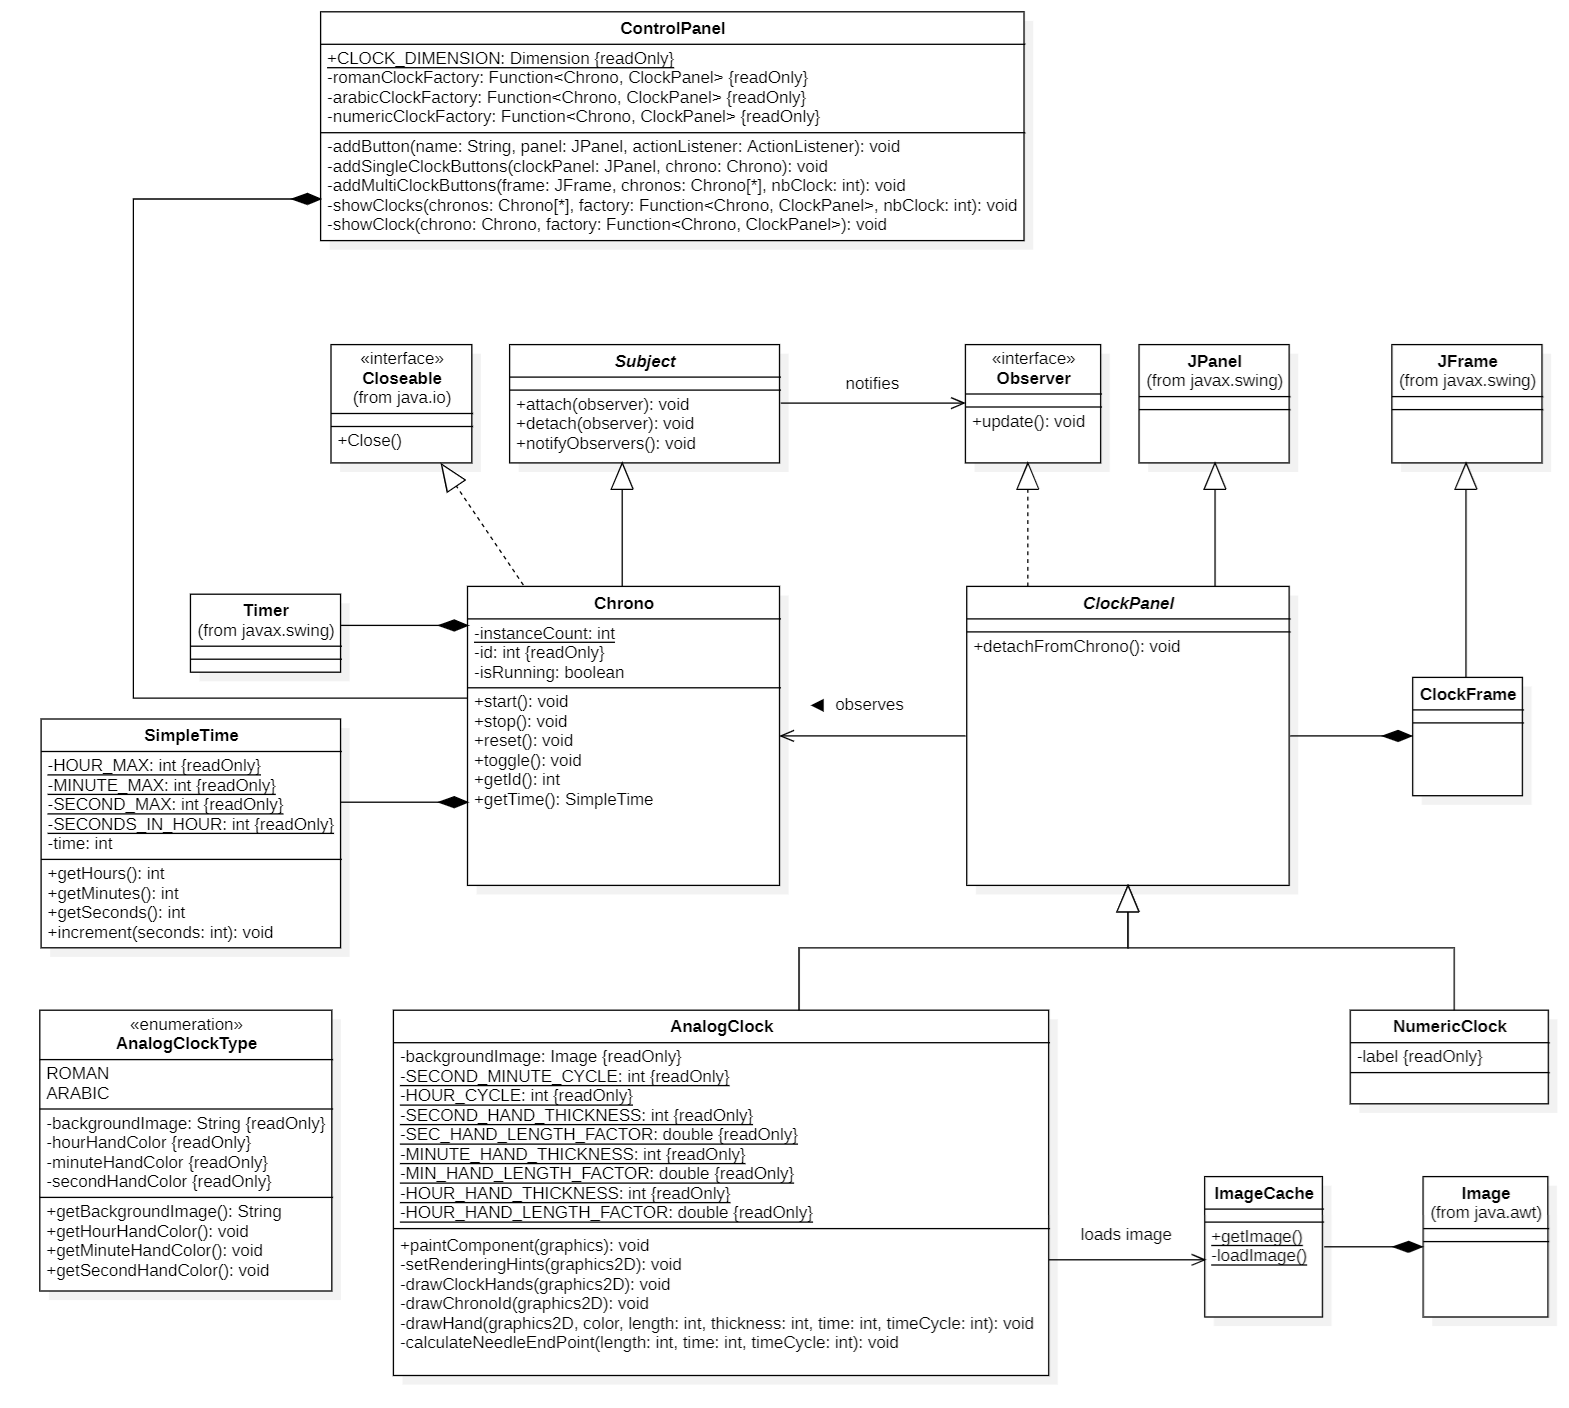 ControlPanel
+CLOCK_DIMENSION: Dimension {readOnly}
-romanClockFactory: Function<Chrono, ClockPanel> {readOnly}
-arabicClockFactory: Function<Chrono, ClockPanel> {readOnly}
-numericClockFactory: Function<Chrono, ClockPanel> {readOnly}
-addButton(name: String, panel: JPanel, actionListener: ActionListener): void
-addSingleClockButtons(clockPanel: JPanel, chrono: Chrono): void
-addMultiClockButtons(frame: JFrame, chronos: Chrono[*], nbClock: int): void
-showClocks(chronos: Chrono[*], factory: Function<Chrono, ClockPanel>, nbClock: int): void
-showClock(chrono: Chrono, factory: Function<Chrono, ClockPanel>): void
«interface»
Closeable
(from java.io)
+Close()
Subject
+attach(observer): void
+detach(observer): void
+notifyObservers(): void
notifies
«interface»
Observer
+update(): void
JPanel
(from javax.swing)
JFrame
(from javax.swing)
Timer
(from javax.swing)
Chrono
-instanceCount: int
-id: int {readOnly}
-isRunning: boolean
+start(): void
+stop(): void
+reset(): void
+toggle(): void
+getId(): int
+getTime(): SimpleTime
◄ observes
ClockPanel
+detachFromChrono(): void
ClockFrame
SimpleTime
-HOUR_MAX: int {readOnly}
-MINUTE_MAX: int {readOnly}
-SECOND_MAX: int {readOnly}
-SECONDS_IN_HOUR: int {readOnly}
-time: int
+getHours(): int
+getMinutes(): int
+getSeconds(): int
+increment(seconds: int): void
«enumeration»
AnalogClockType
ROMAN
ARABIC
-backgroundImage: String {readOnly}
-hourHandColor {readOnly}
-minuteHandColor {readOnly}
-secondHandColor {readOnly}
+getBackgroundImage(): String
+getHourHandColor(): void
+getMinuteHandColor(): void
+getSecondHandColor(): void
AnalogClock
-backgroundImage: Image {readOnly}
-SECOND_MINUTE_CYCLE: int {readOnly}
-HOUR_CYCLE: int {readOnly}
-SECOND_HAND_THICKNESS: int {readOnly}
-SEC_HAND_LENGTH_FACTOR: double {readOnly}
-MINUTE_HAND_THICKNESS: int {readOnly}
-MIN_HAND_LENGTH_FACTOR: double {readOnly}
-HOUR_HAND_THICKNESS: int {readOnly}
-HOUR_HAND_LENGTH_FACTOR: double {readOnly}
+paintComponent(graphics): void
-setRenderingHints(graphics2D): void
-drawClockHands(graphics2D): void
-drawChronoId(graphics2D): void
-drawHand(graphics2D, color, length: int, thickness: int, time: int, timeCycle: int): void
-calculateNeedleEndPoint(length: int, time: int, timeCycle: int): void
NumericClock
-label {readOnly}
loads image
ImageCache
+getImage()
-loadImage()
Image
(from java.awt)